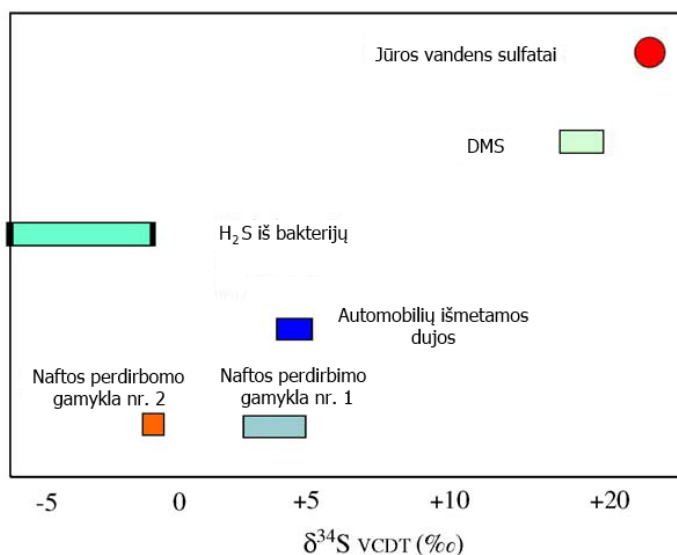 Jūros vandens sulfatai
DMS
H₂S iš bakterijų
Automobilių išmetamos
dujos
Naftos perdirbomo
gamykla nr. 2
Naftos perdirbimo
gamykla nr. 1
-5 0 +5 +10 +20
δ³⁴S VCDT (‰)